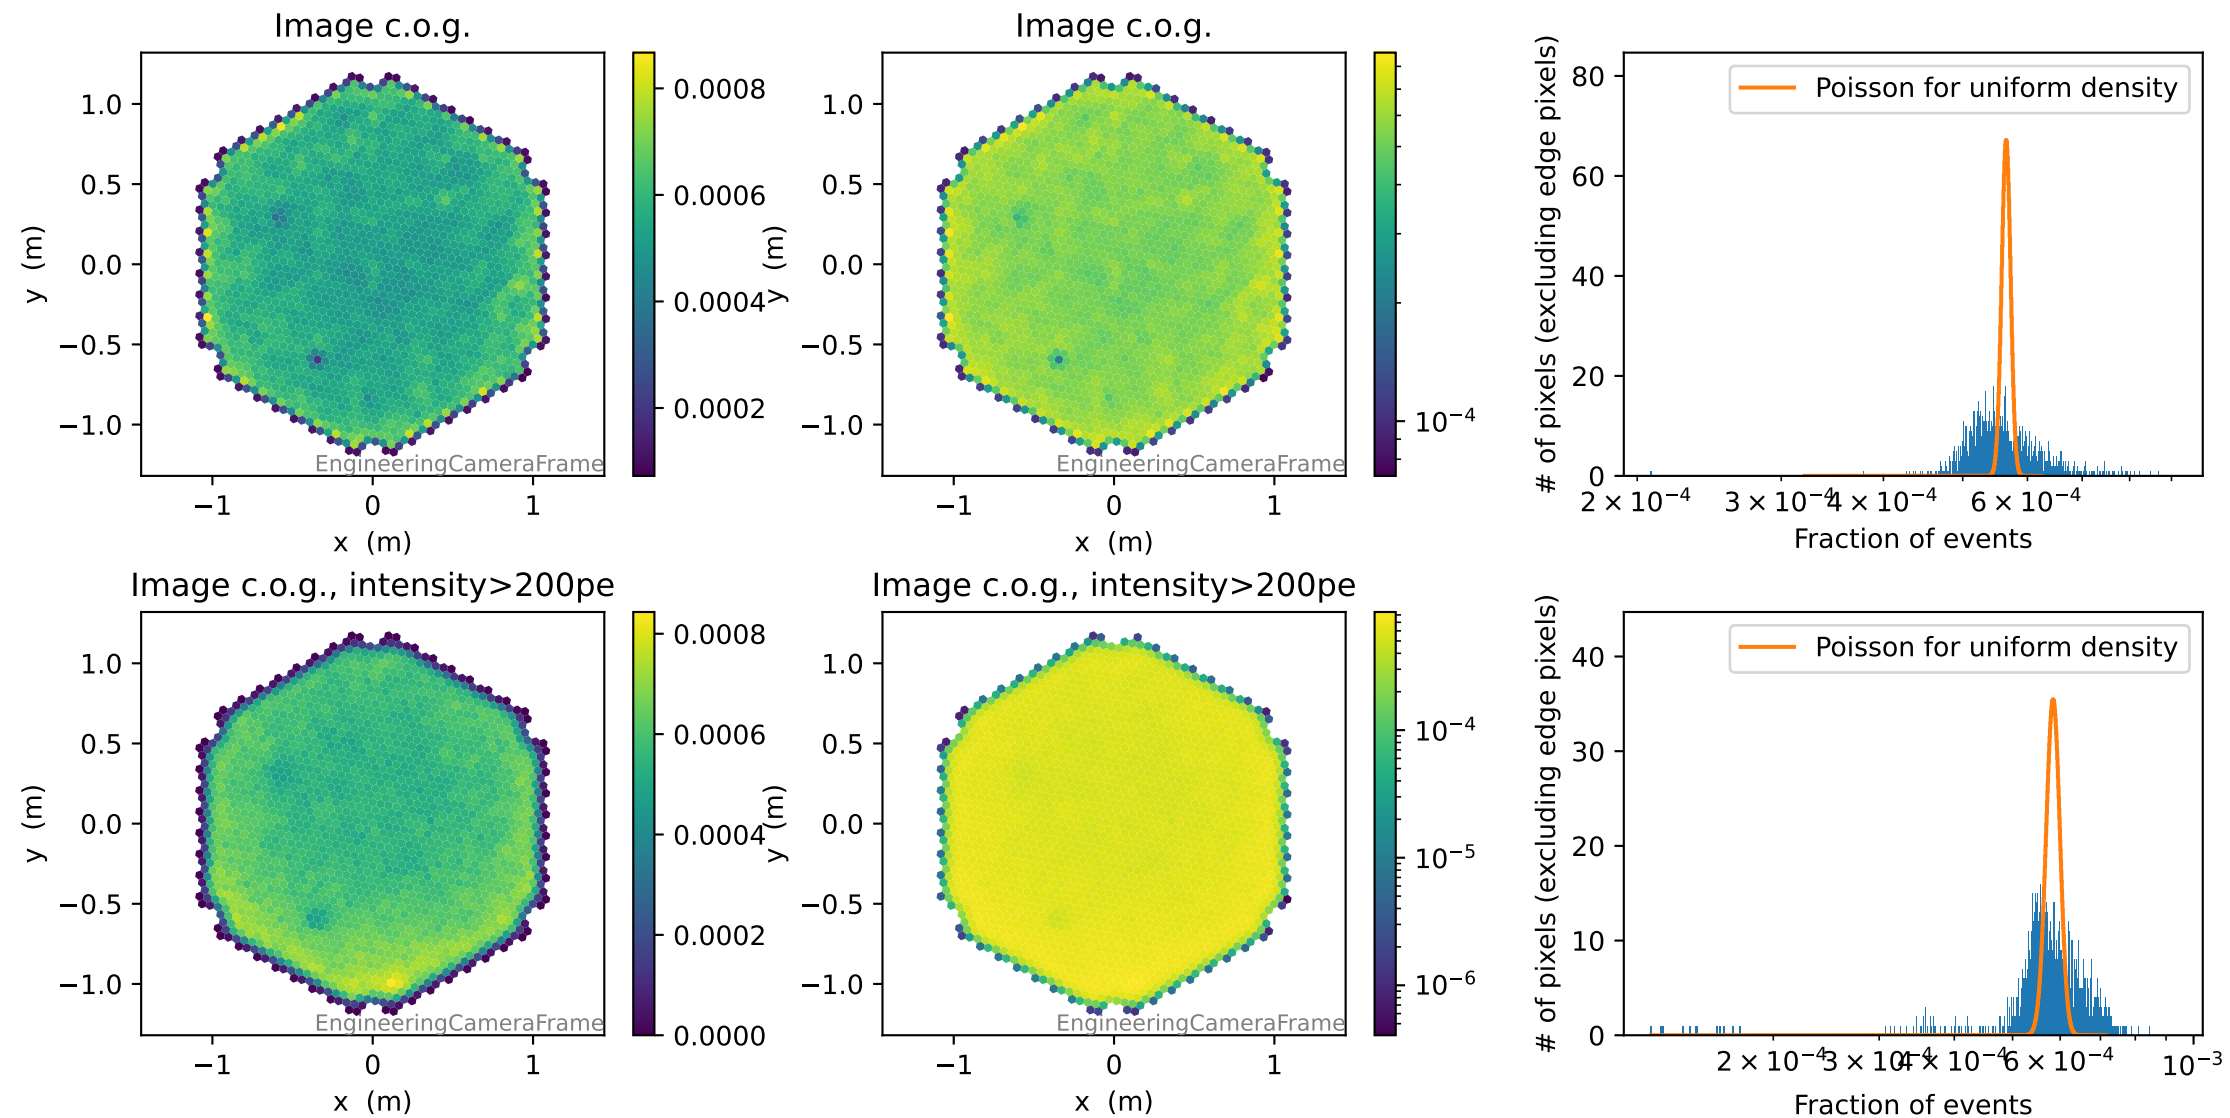 Image c.o.g.
1.0
0.5
0.0
−0.5
−1.0
y (m)
−1
0
1
x (m)
EngineeringCameraFrame
0.0008
0.0006
0.0004
0.0002
Image c.o.g.
1.0
0.5
0.0
−0.5
−1.0
y (m)
−1
0
1
x (m)
EngineeringCameraFrame
10⁻⁴
# of pixels (excluding edge pixels)
80
60
40
20
0
Poisson for uniform density
2 × 10⁻⁴
3 × 10⁻⁴
4 × 10⁻⁴
6 × 10⁻⁴
Fraction of events
Image c.o.g., intensity>200pe
1.0
0.5
0.0
−0.5
−1.0
y (m)
−1
0
1
x (m)
EngineeringCameraFrame
0.0008
0.0006
0.0004
0.0002
0.0000
Image c.o.g., intensity>200pe
1.0
0.5
0.0
−0.5
−1.0
y (m)
−1
0
1
x (m)
EngineeringCameraFrame
10⁻⁴
10⁻⁵
10⁻⁶
# of pixels (excluding edge pixels)
40
30
20
10
0
Poisson for uniform density
2 × 10⁻⁴
3 × 10⁻⁴
4 × 10⁻⁴
6 × 10⁻⁴
10⁻³
Fraction of events